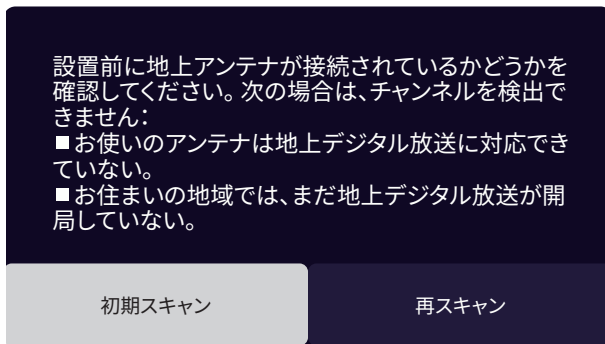 設置前に地上アンテナが接続されているかどうかを
確認してください。次の場合は、チャンネルを検出で
きません：
■お使いのアンテナは地上デジタル放送に対応でき
ていない。
■お住まいの地域では、まだ地上デジタル放送が開
局していない。
初期スキャン
再スキャン